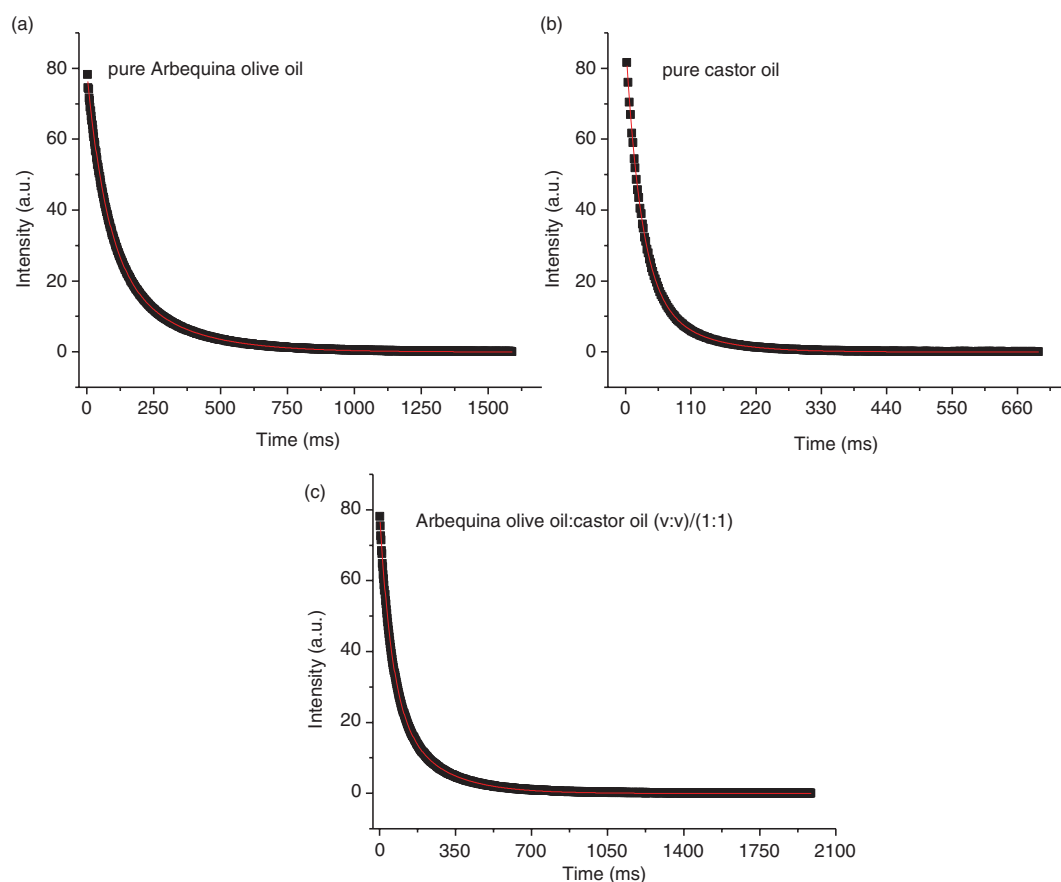 (a)
pure Arbequina olive oil
80
60
40
20
0
Intensity (a.u.)
0 250 500 750 1000 1250 1500
Time (ms)
(b)
pure castor oil
80
60
40
20
0
Intensity (a.u.)
0 110 220 330 440 550 660
Time (ms)
(c)
Arbequina olive oil:castor oil (v:v)/(1:1)
80
60
40
20
0
Intensity (a.u.)
0 350 700 1050 1400 1750 2100
Time (ms)